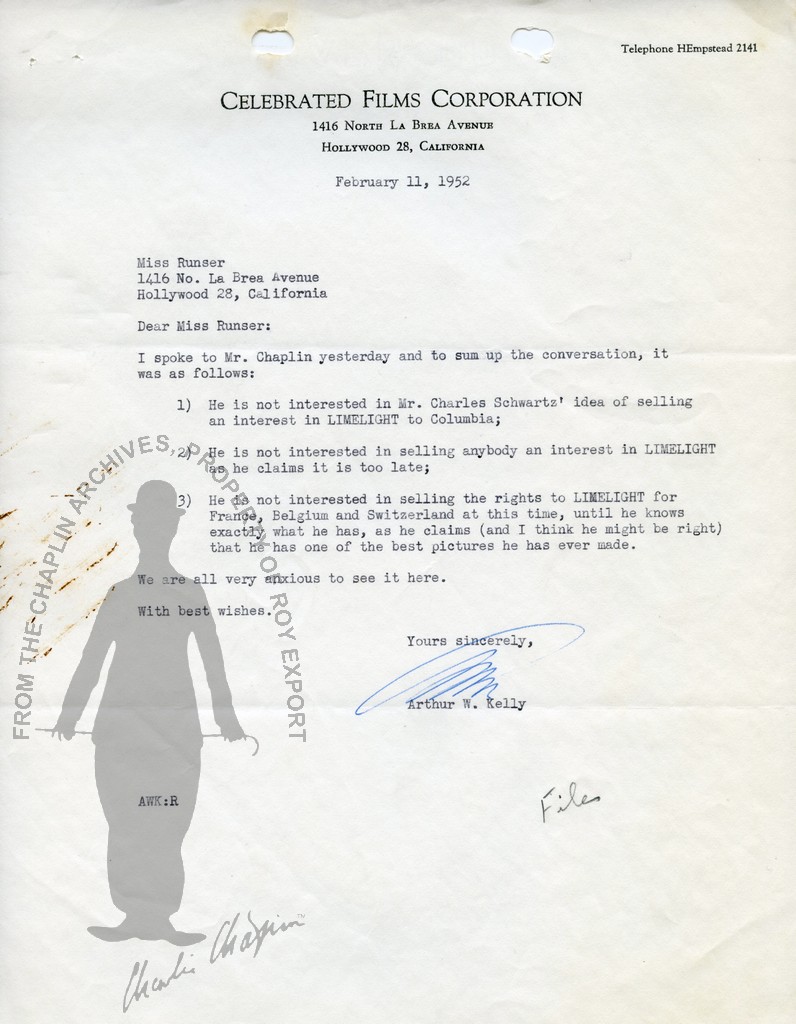 Telephone HEmpstead 2141
CELEBRATED FILMS CORPORATION
1416 NORTH LA BREA AVENUE
HOLLYWOOD 28, CALIFORNIA
February 11, 1952
Miss Runser
1416 No. La Brea Avenue
Hollywood 28, California
Dear Miss Runser:
I spoke to Mr. Chaplin yesterday and to sum up the conversation, it
was as follows:
1) He is not interested in Mr. Charles Schwartz' idea of selling
an interest in LIMELIGHT to Columbia;
2) He is not interested in selling anybody an interest in LIMELIGHT
as he claims it is too late;
3) He is not interested in selling the rights to LIMELIGHT for
France, Belgium and Switzerland at this time, until he knows
exactly what he has, as he claims (and I think he might be right)
that he has one of the best pictures he has ever made.
We are all very anxious to see it here.
With best wishes.
Yours sincerely,
Arthur W. Kelly
AWK:R
Files
FROM THE CHAPLIN ARCHIVES, PROPERTY OF ROY EXPORT
Charlie Chaplin™